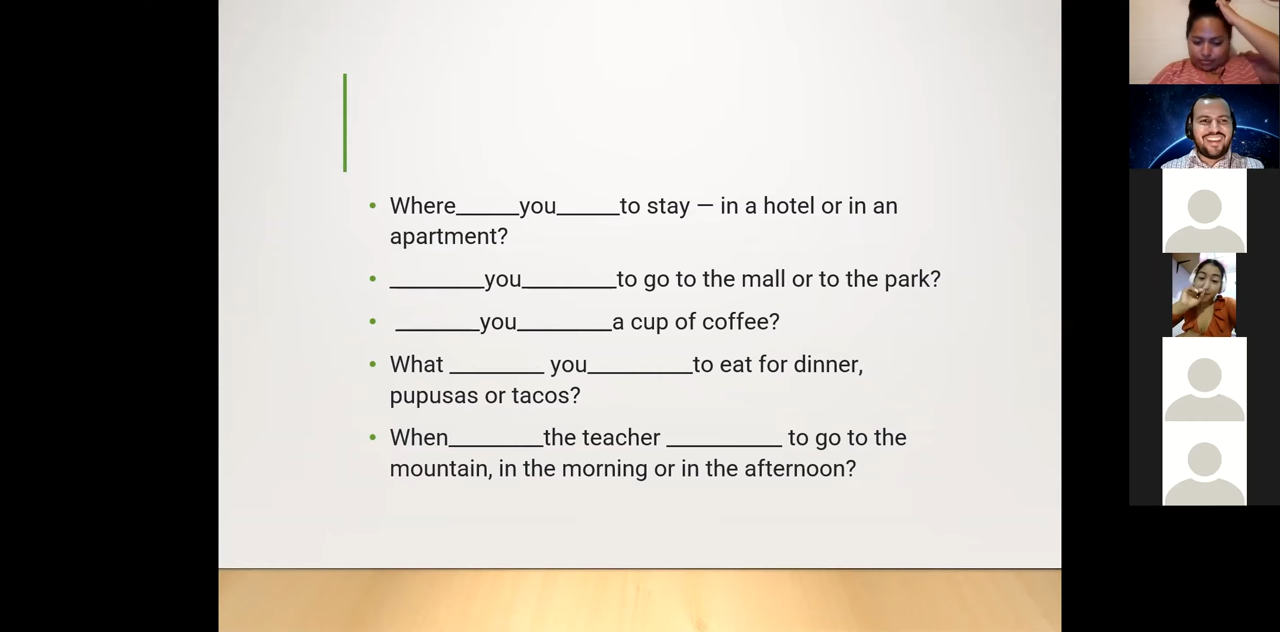 • Where______you______to stay — in a hotel or in an
apartment?
• _________you_________to go to the mall or to the park?
• ________you_________a cup of coffee?
• What _________ you__________to eat for dinner,
pupusas or tacos?
• When_________the teacher ___________ to go to the
mountain, in the morning or in the afternoon?